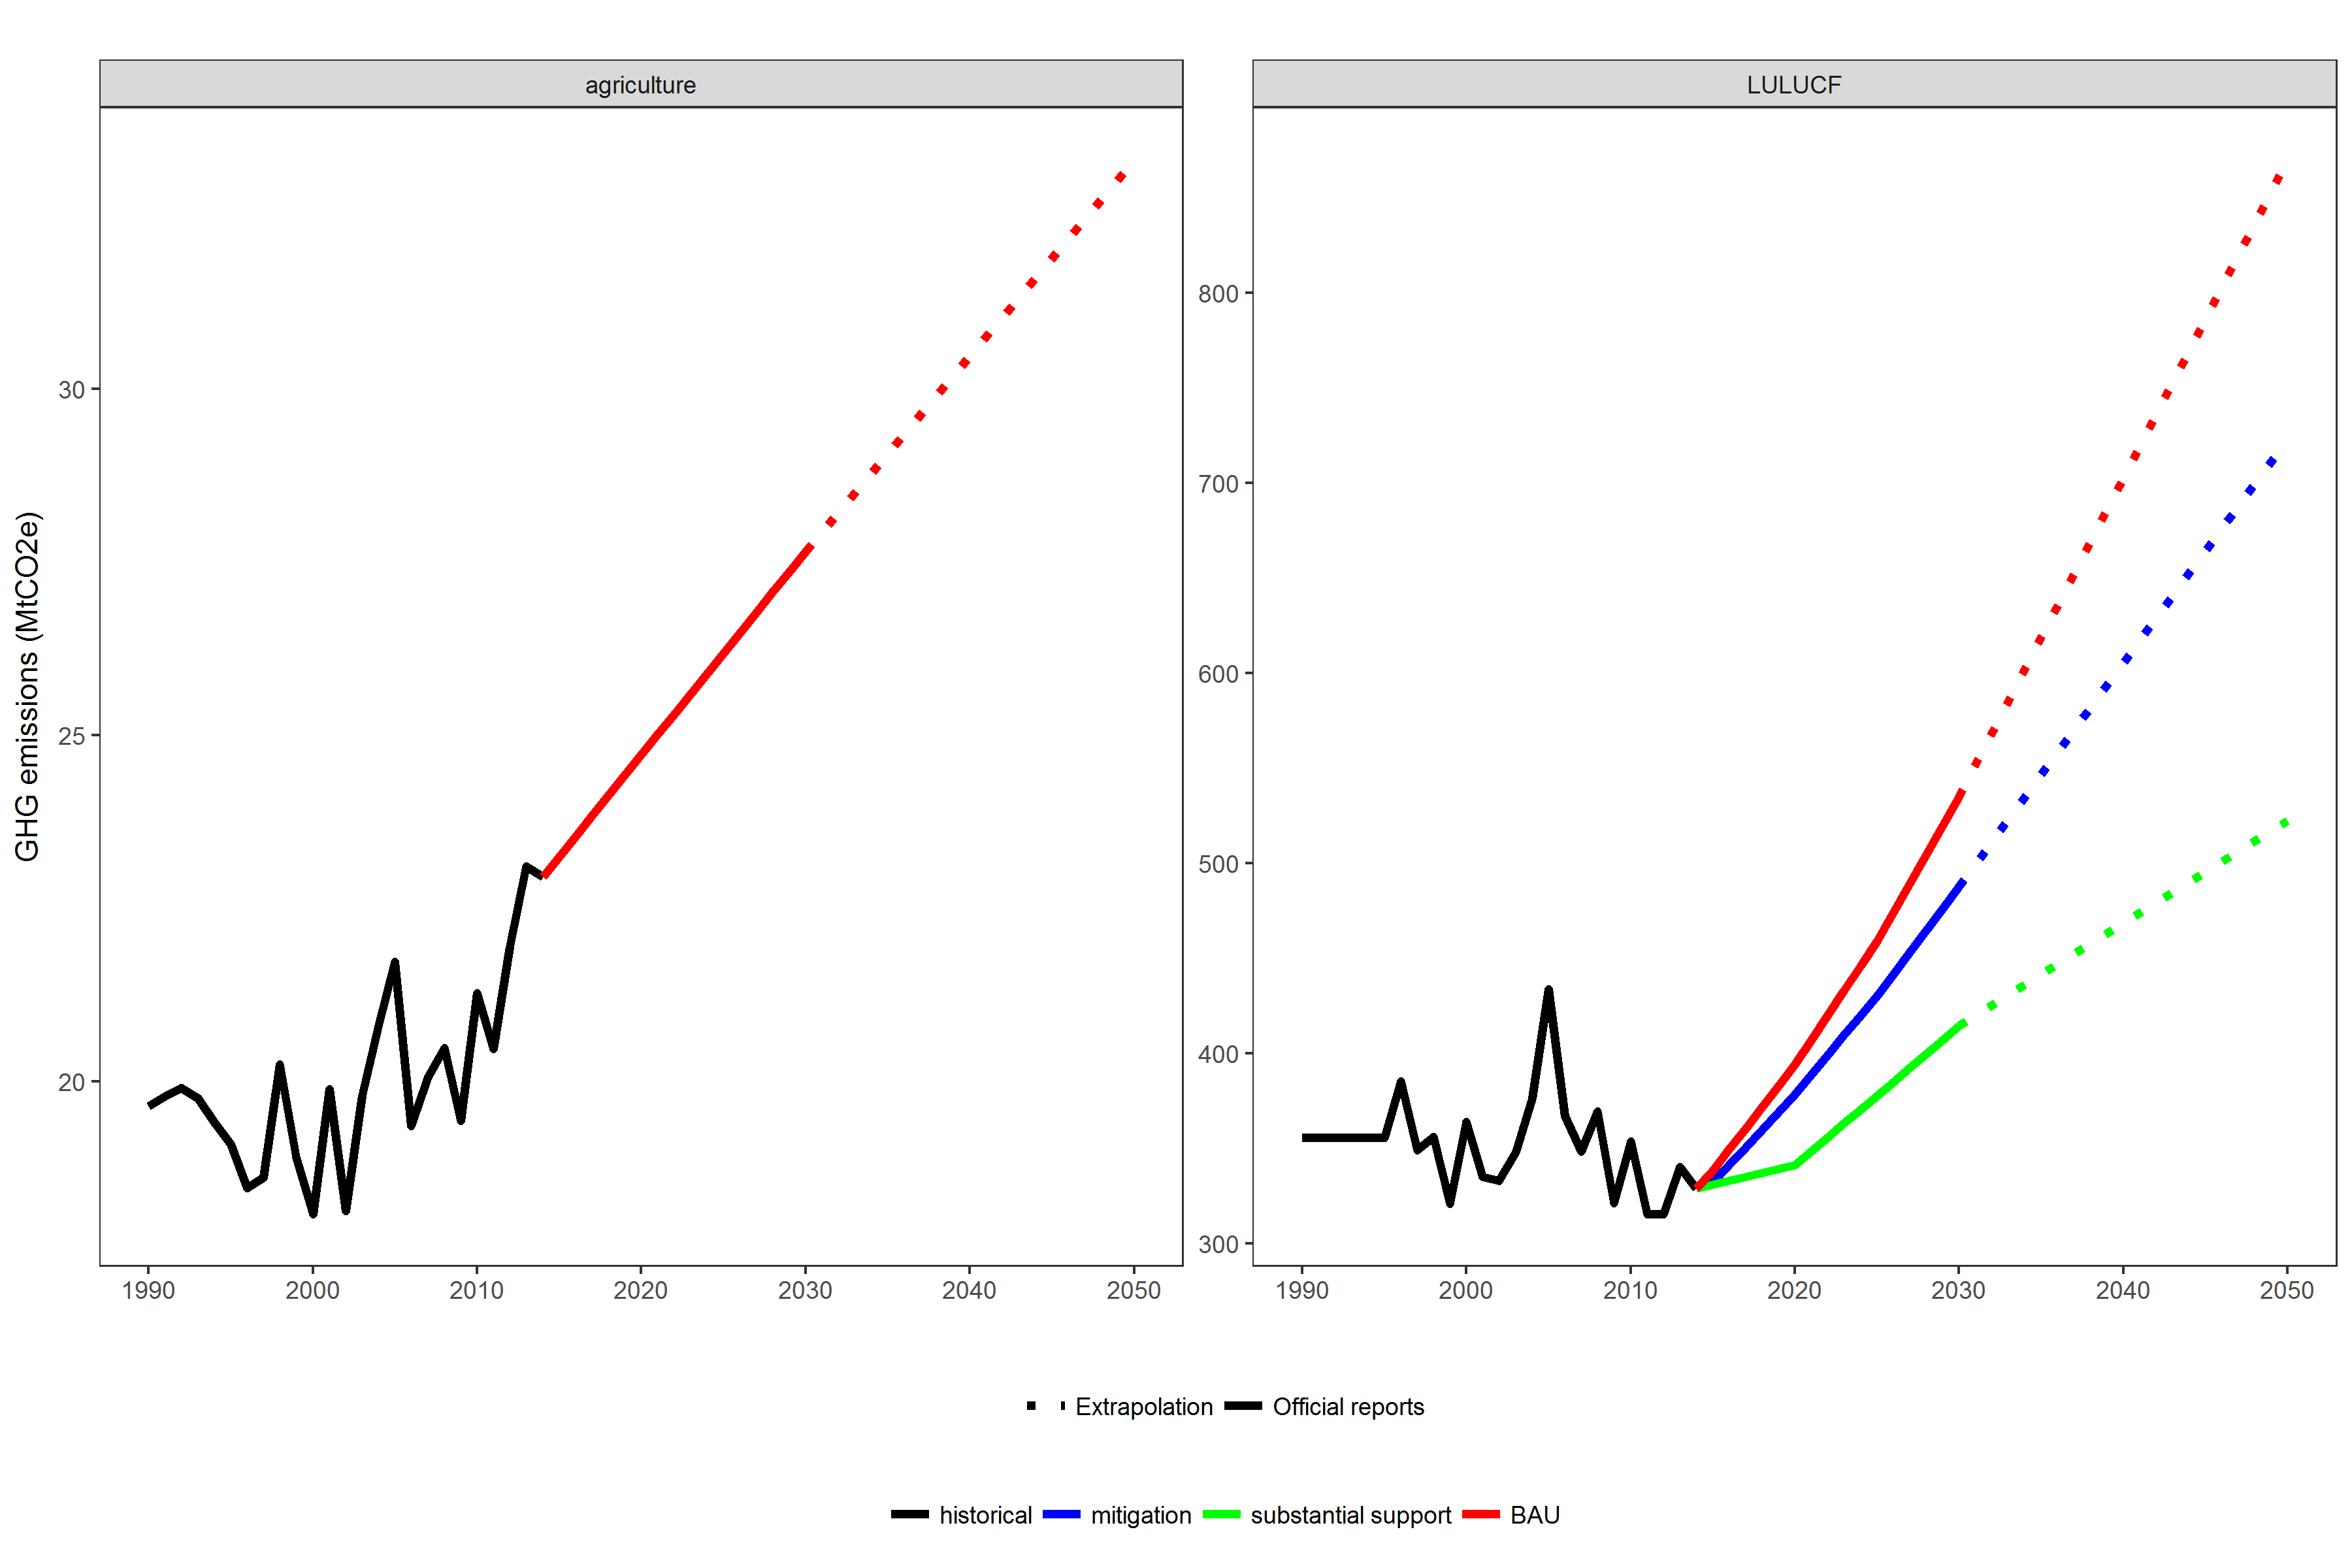 agriculture
LULUCF
GHG emissions (MtCO2e)
30
25
20
800
700
600
500
400
300
1990 2000 2010 2020 2030 2040 2050
1990 2000 2010 2020 2030 2040 2050
Extrapolation Official reports
historical mitigation substantial support BAU